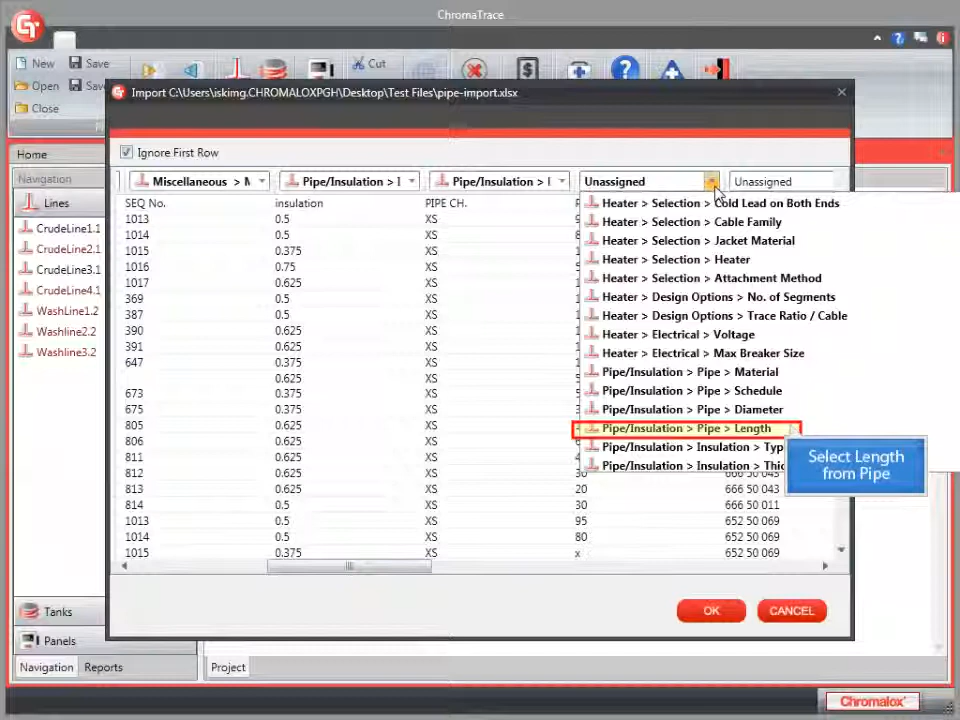 ChromaTrace
New
Save
Cut
Open
Sav
Close
Import C:\Users\iskimg.CHROMALOXPGH\Desktop\Test Files\pipe-import.xlsx
Home
Ignore First Row
Navigation
Miscellaneous > M
Pipe/Insulation > I
Pipe/Insulation > I
Unassigned
Unassigned
Lines
SEQ No. insulation PIPE CH.
Heater > Selection > Cold Lead on Both Ends
1013 0.5 XS 9
Heater > Selection > Cable Family
CrudeLine1.1
1014 0.5 XS 8
Heater > Selection > Jacket Material
CrudeLine2.1
1015 0.375 XS
Heater > Selection > Heater
CrudeLine3.1
1016 0.75 XS
Heater > Selection > Attachment Method
CrudeLine4.1
1017 0.625 XS
Heater > Design Options > No. of Segments
WashLine1.2
369 0.5 XS
Heater > Design Options > Trace Ratio / Cable
387 0.5 XS
Washline2.2
390 0.625 XS
Heater > Electrical > Voltage
Washline3.2
391 0.625 XS
Heater > Electrical > Max Breaker Size
647 0.375 XS
Pipe/Insulation > Pipe > Material
0.625 XS
Pipe/Insulation > Pipe > Schedule
673 0.625 XS
Pipe/Insulation > Pipe > Diameter
675 0.625 XS
Pipe/Insulation > Pipe > Length
805 0.625 XS
Pipe/Insulation > Insulation > Typ
806 0.625 XS
Pipe/Insulation > Insulation > Thic
811 0.625 XS
Select Length
from Pipe
812 0.625 XS 30 666 50 043
813 0.625 XS 20 666 50 043
814 0.5 XS 30 666 50 011
1013 0.5 XS 95 652 50 069
1014 0.5 XS 80 652 50 069
1015 0.375 XS x 652 50 069
OK
CANCEL
Tanks
Panels
Navigation
Reports
Project
Chromalox